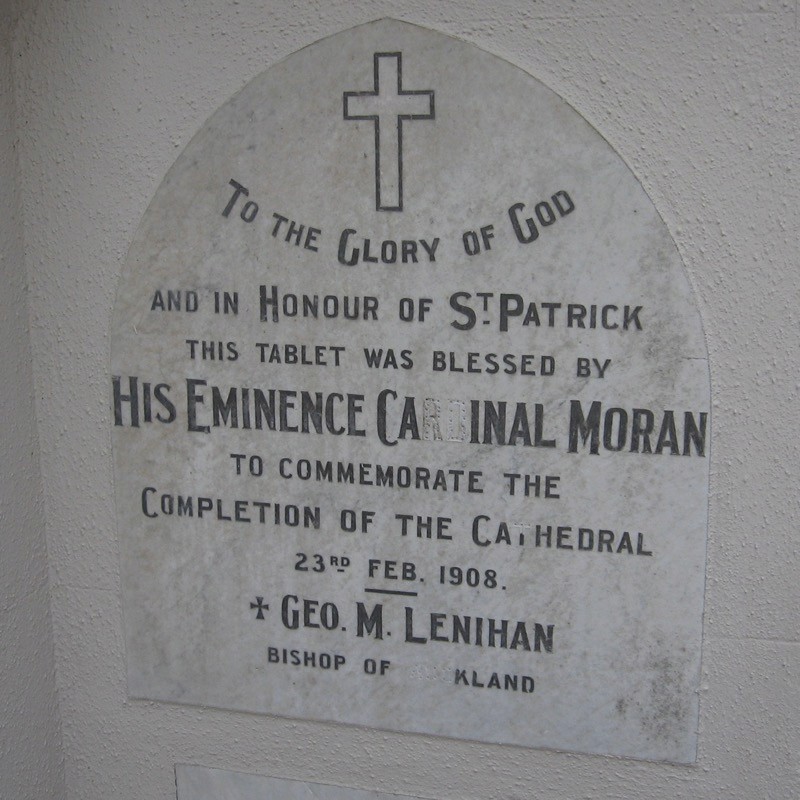 TO THE GLORY OF GOD
AND IN HONOUR OF ST. PATRICK
THIS TABLET WAS BLESSED BY
HIS EMINENCE CARDINAL MORAN
TO COMMEMORATE THE
COMPLETION OF THE CATHEDRAL
23RD FEB. 1908.
✠ GEO. M. LENIHAN
BISHOP OF KLAND